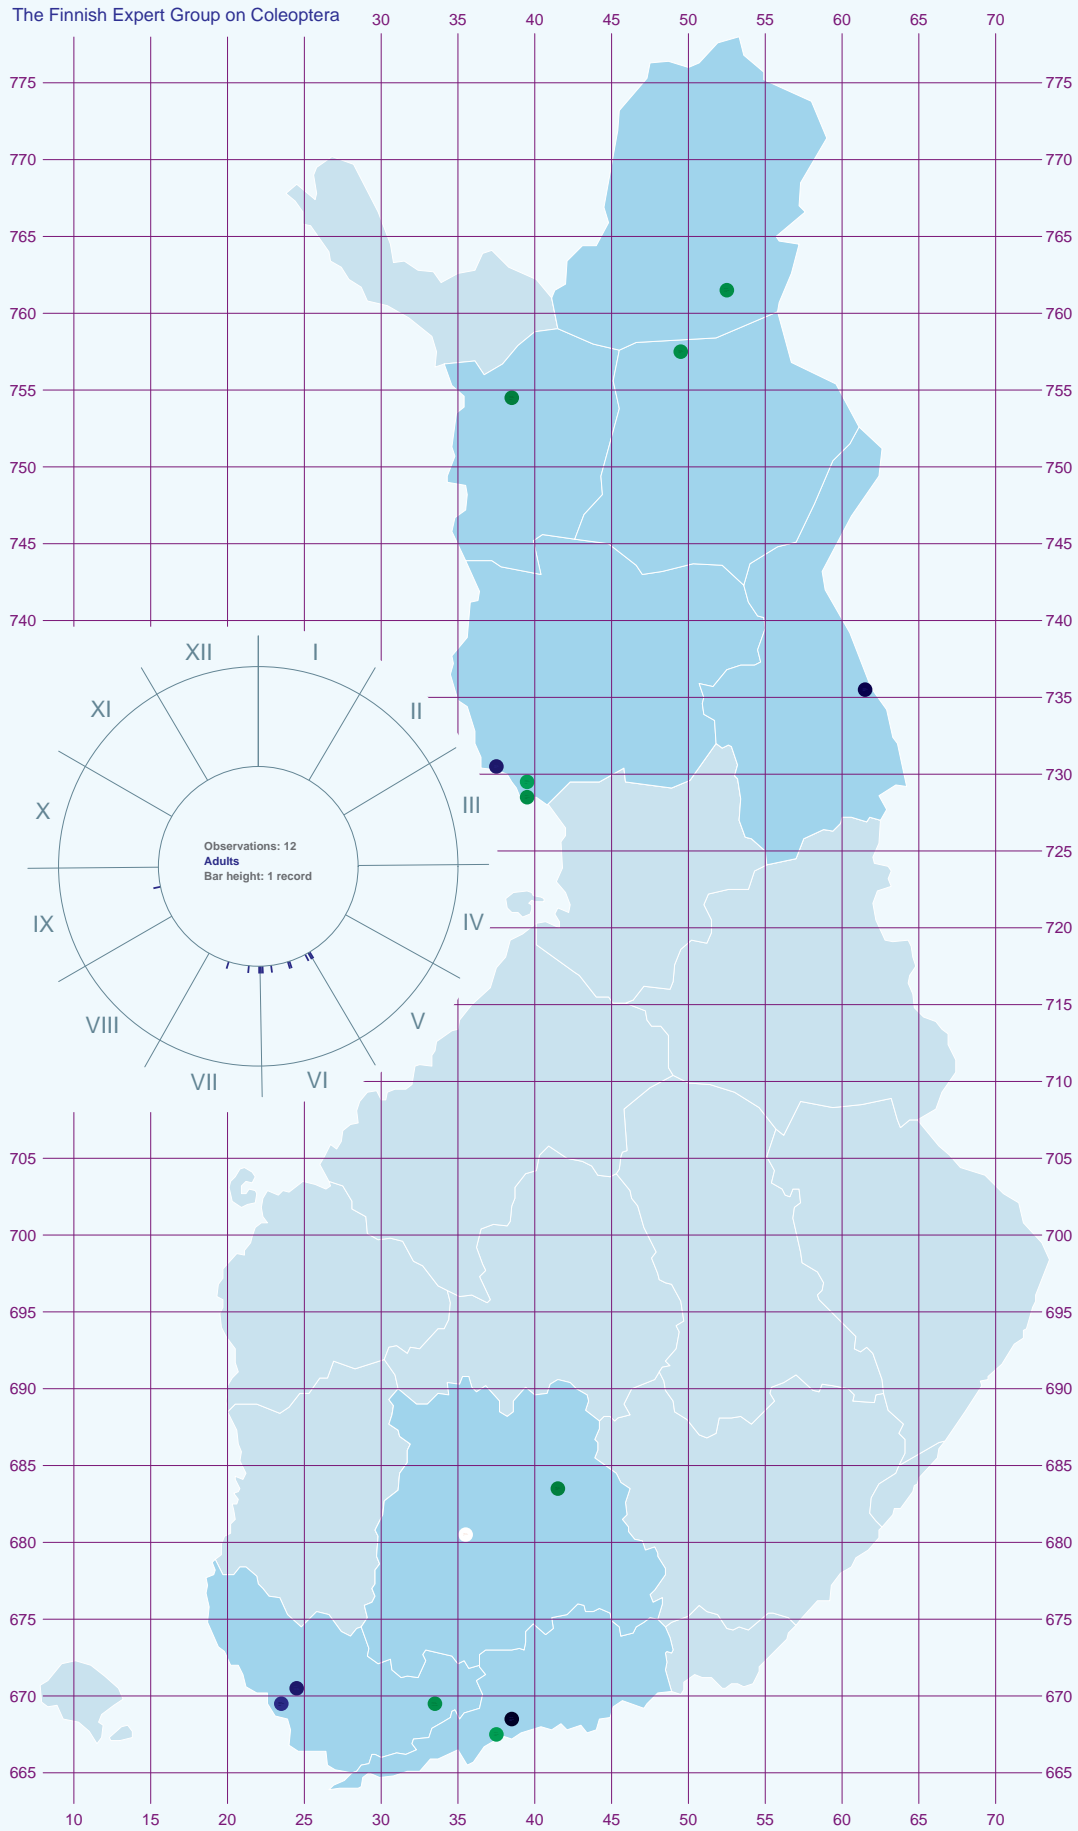 The Finnish Expert Group on Coleoptera 30 35 40 45 50 55 60 65 70
775 775
770 770
765 765
760 760
755 755
750 750
745 745
740 740
XII I
XI II
735
730
X III
Observations: 12
Adults
Bar height: 1 record
725
IX IV
720
715
VIII V
VII VI
710
705 705
700 700
695 695
690 690
685 685
680 680
675 675
670 670
665 665
10 15 20 25 30 35 40 45 50 55 60 65 70